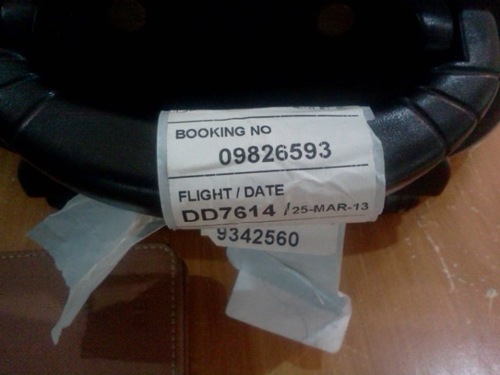 BOOKING NO
09826593
FLIGHT / DATE
DD7614 / 25-MAR-13
9342560